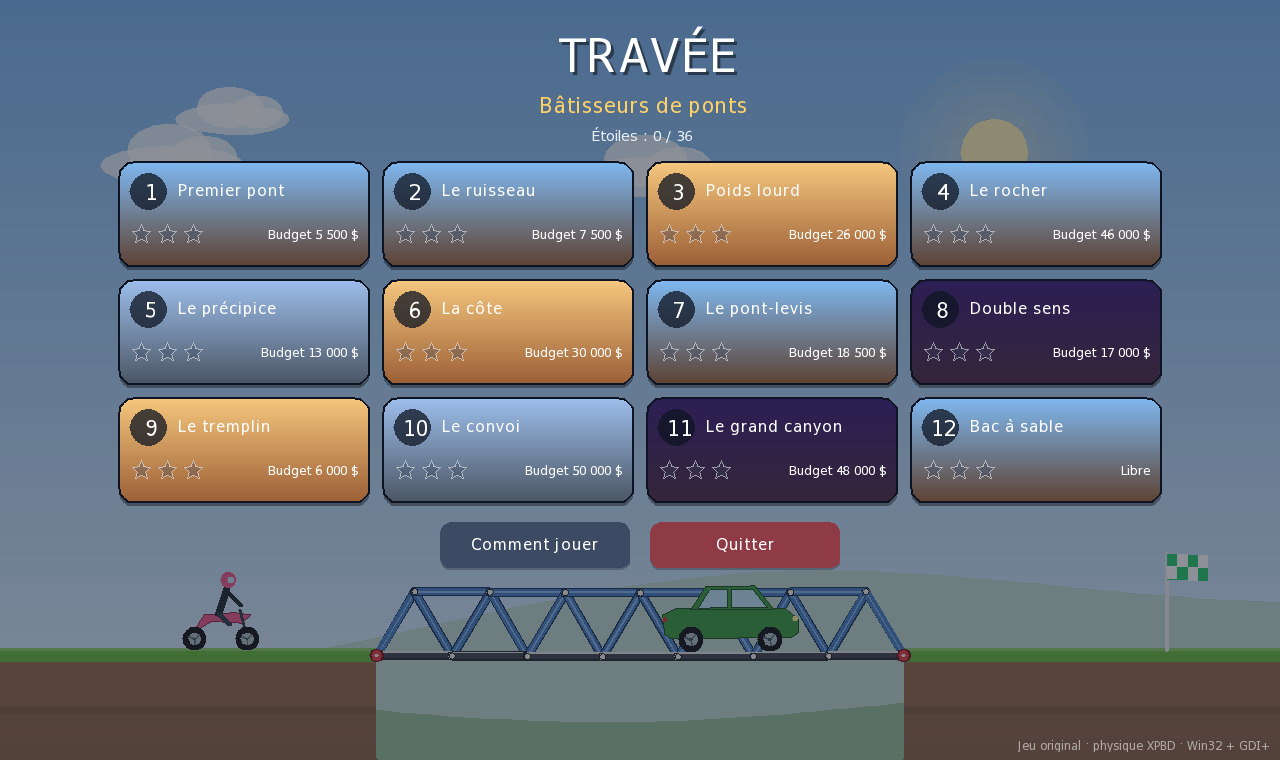 TRAVÉE
Bâtisseurs de ponts
Étoiles : 0 / 36
1 Premier pont
Budget 5 500 $
2 Le ruisseau
Budget 7 500 $
3 Poids lourd
Budget 26 000 $
4 Le rocher
Budget 46 000 $
5 Le précipice
Budget 13 000 $
6 La côte
Budget 30 000 $
7 Le pont-levis
Budget 18 500 $
8 Double sens
Budget 17 000 $
9 Le tremplin
Budget 6 000 $
10 Le convoi
Budget 50 000 $
11 Le grand canyon
Budget 48 000 $
12 Bac à sable
Libre
Comment jouer
Quitter
Jeu original · physique XPBD · Win32 + GDI+